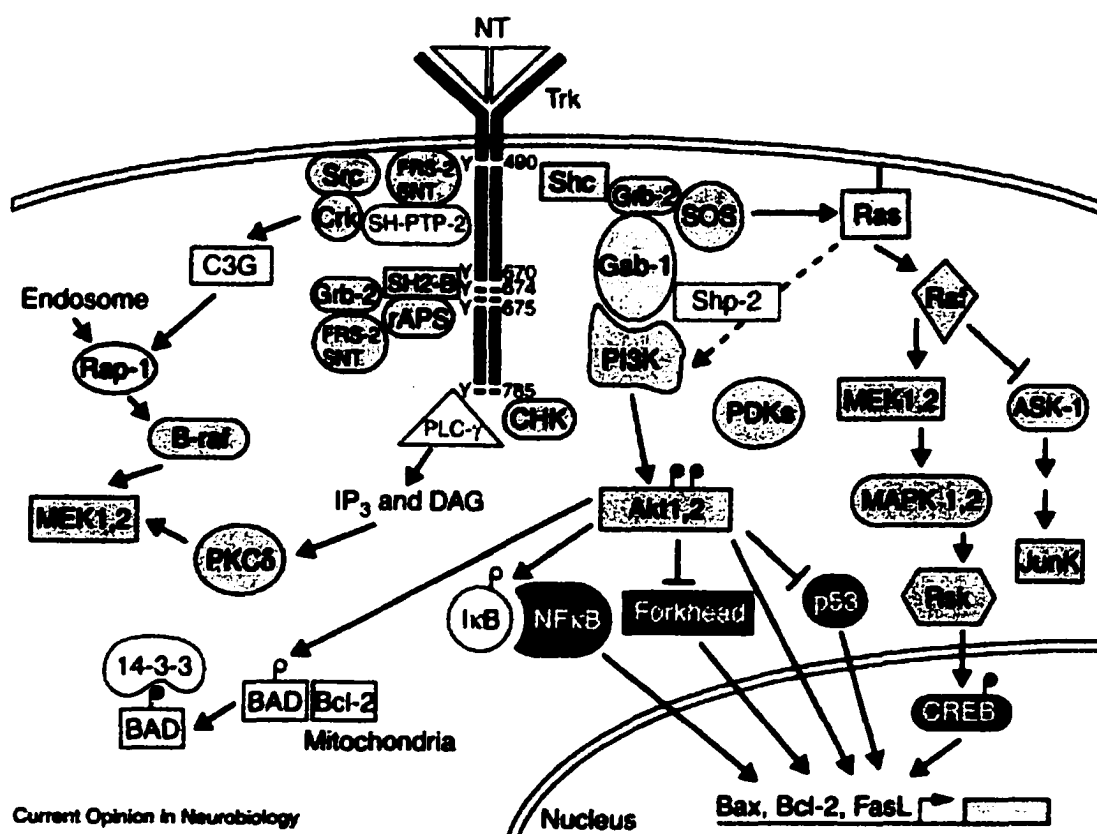 NT
Trk
Y 490
Src
FRS-2
SNT
Crk
SH-PTP-2
Shc
Grb-2
SOS
Ras
C3G
Gab-1
Shp-2
Raf
Endosome
Grb-2
SH2-B
rAPS
FRS-2
SNT
Y 670
Y 674
Y 675
Rap-1
PI3K
B-raf
Y 785
PLC-γ
CHK
PDKs
MEK1,2
ASK-1
MEK1,2
IP3 and DAG
PKCδ
P P
Akt1,2
MAPK-1,2
JunK
P
IκB
NFκB
Forkhead
p53
Rsk
14-3-3
P
BAD
P
BAD
Bcl-2
Mitochondria
P
CREB
Bax, Bcl-2, FasL
Nucleus
Current Opinion in Neurobiology